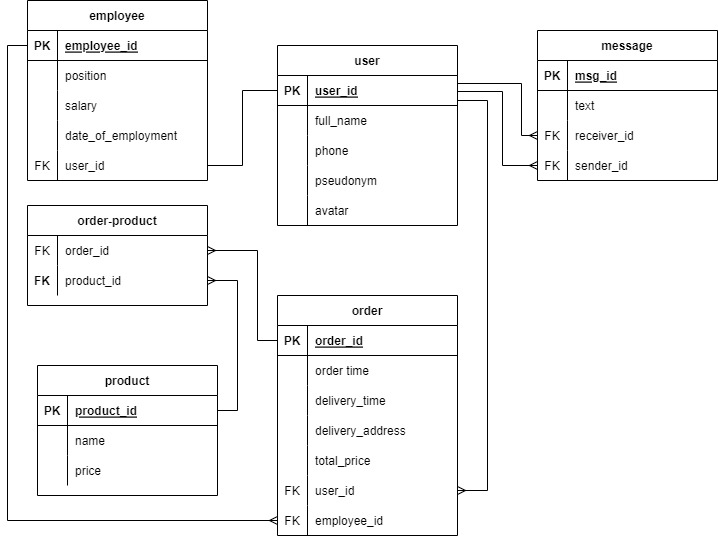 employee
PK employee_id
position
salary
date_of_employment
FK user_id
user
PK user_id
full_name
phone
pseudonym
avatar
message
PK msg_id
text
FK receiver_id
FK sender_id
order-product
FK order_id
FK product_id
product
PK product_id
name
price
order
PK order_id
order time
delivery_time
delivery_address
total_price
FK user_id
FK employee_id